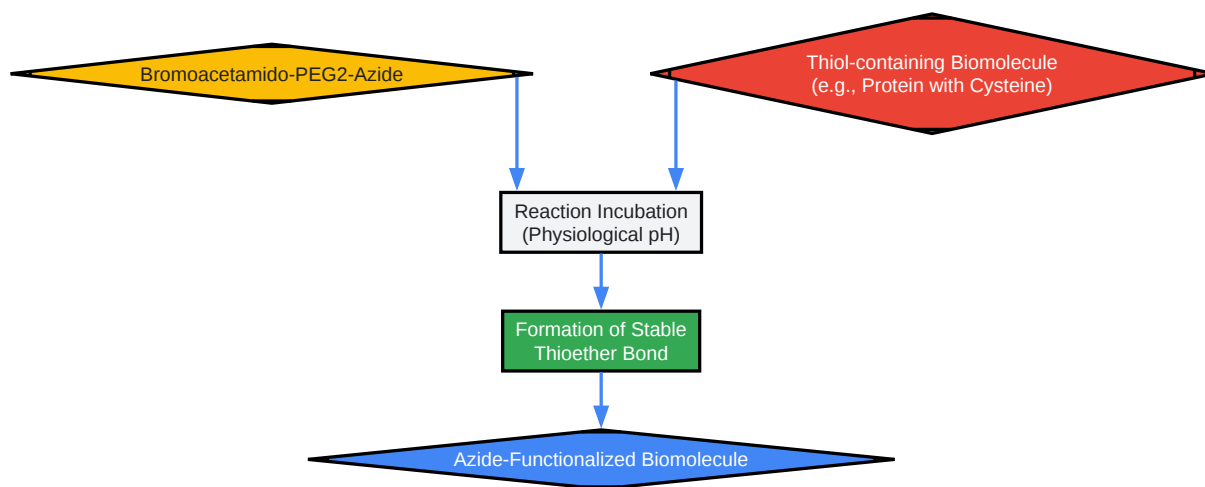 Bromoacetamido-PEG2-Azide
Thiol-containing Biomolecule
(e.g., Protein with Cysteine)
Reaction Incubation
(Physiological pH)
Formation of Stable
Thioether Bond
Azide-Functionalized Biomolecule